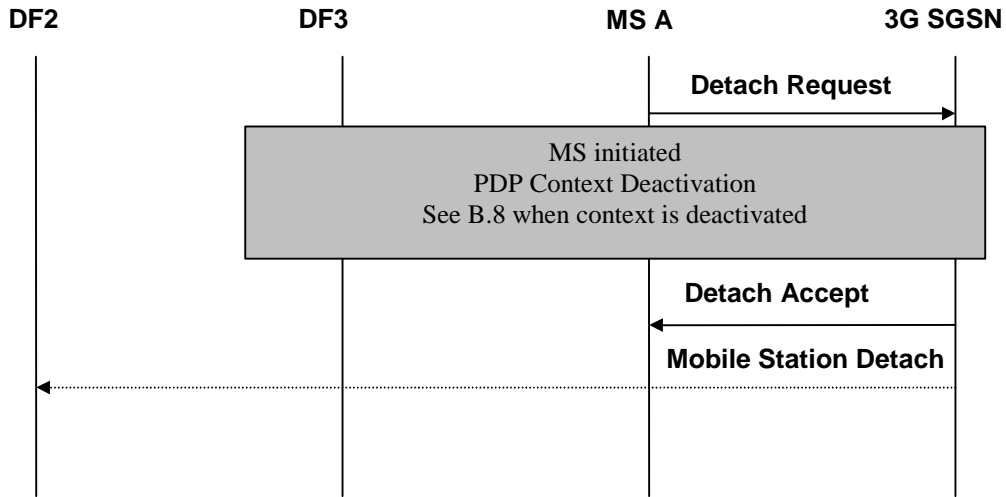 DF2 DF3 MS A 3G SGSN
Detach Request
MS initiated
PDP Context Deactivation
See B.8 when context is deactivated
Detach Accept
Mobile Station Detach